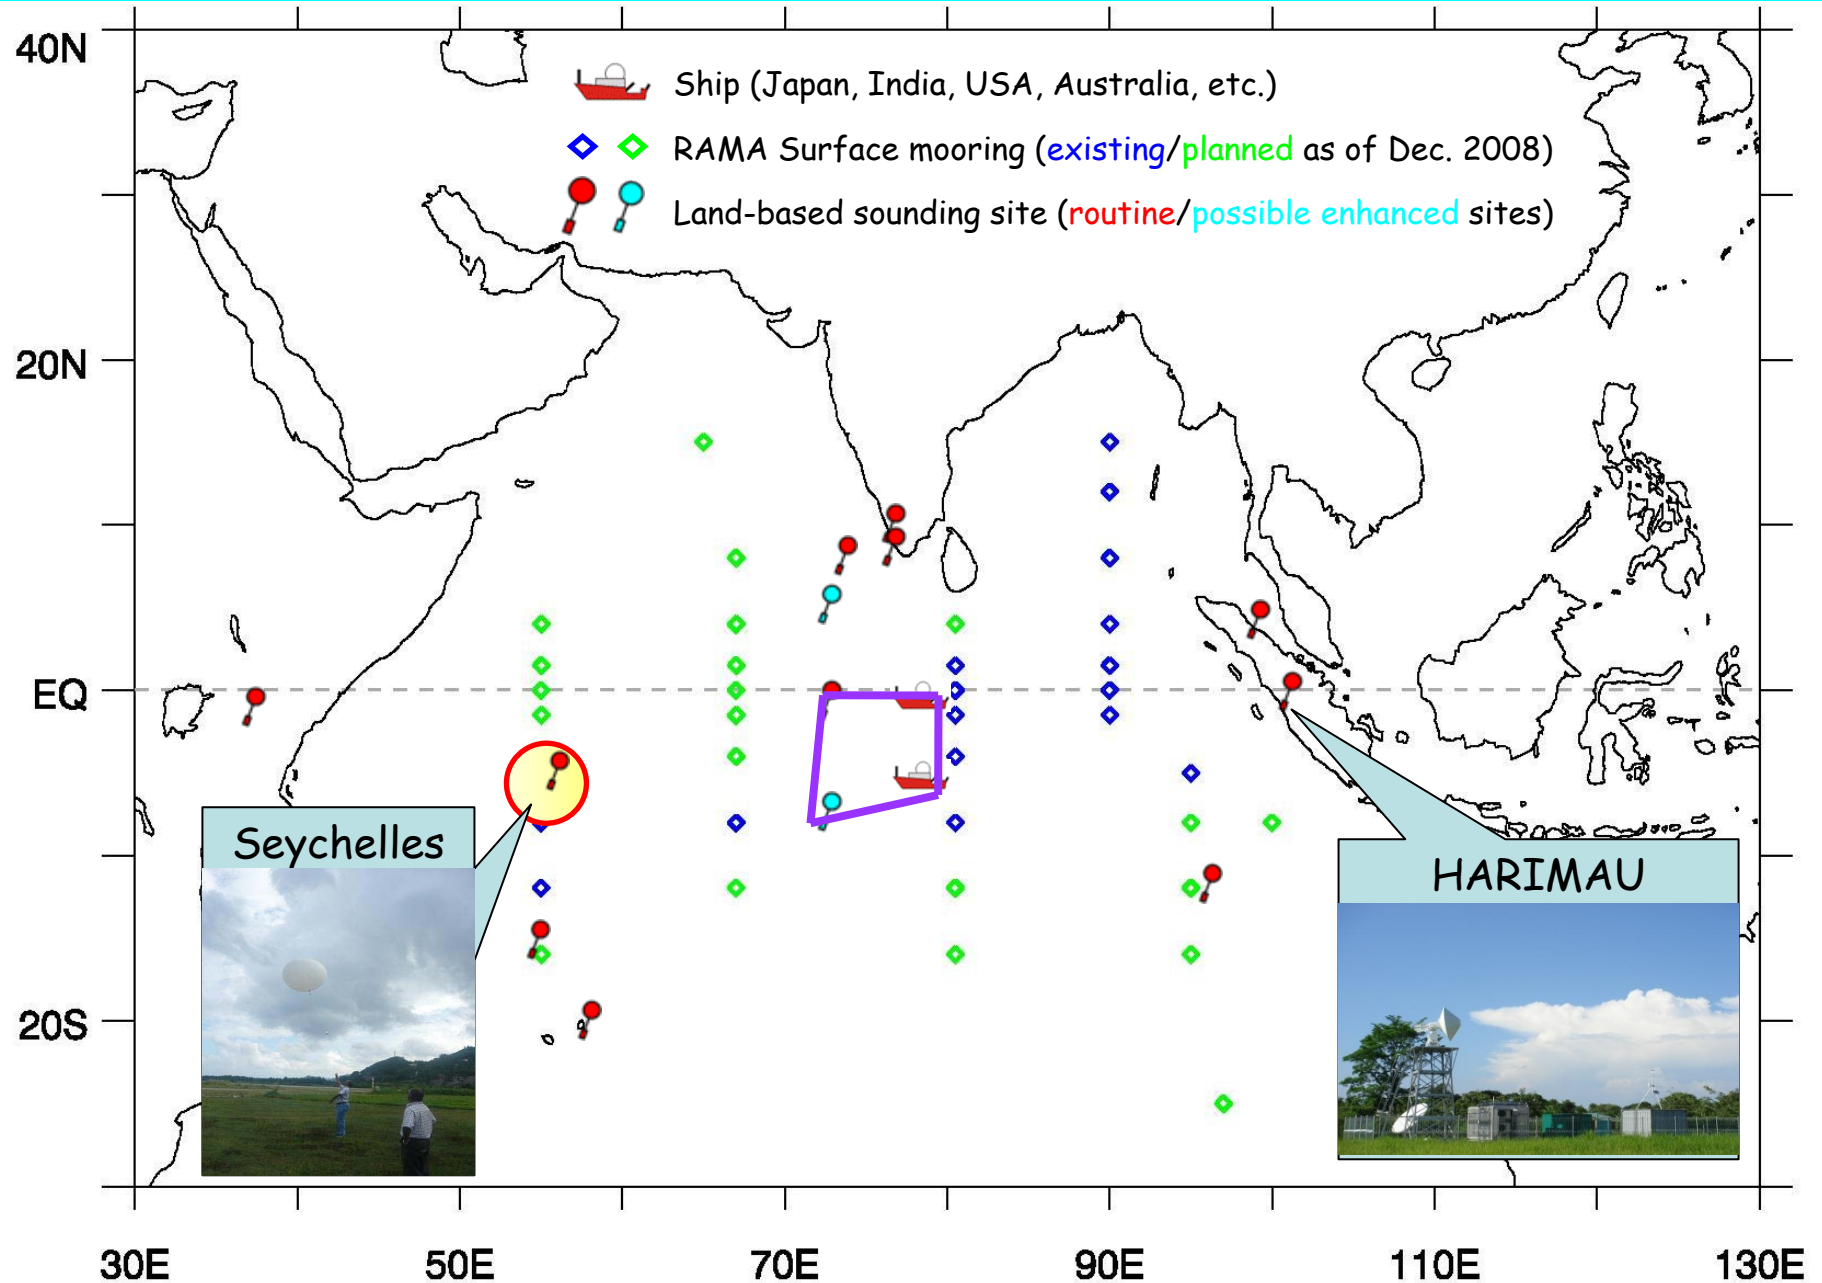 40N
Ship (Japan, India, USA, Australia, etc.)
RAMA Surface mooring (existing/planned as of Dec. 2008)
Land-based sounding site (routine/possible enhanced sites)
20N
EQ
Seychelles
HARIMAU
20S
30E 50E 70E 90E 110E 130E